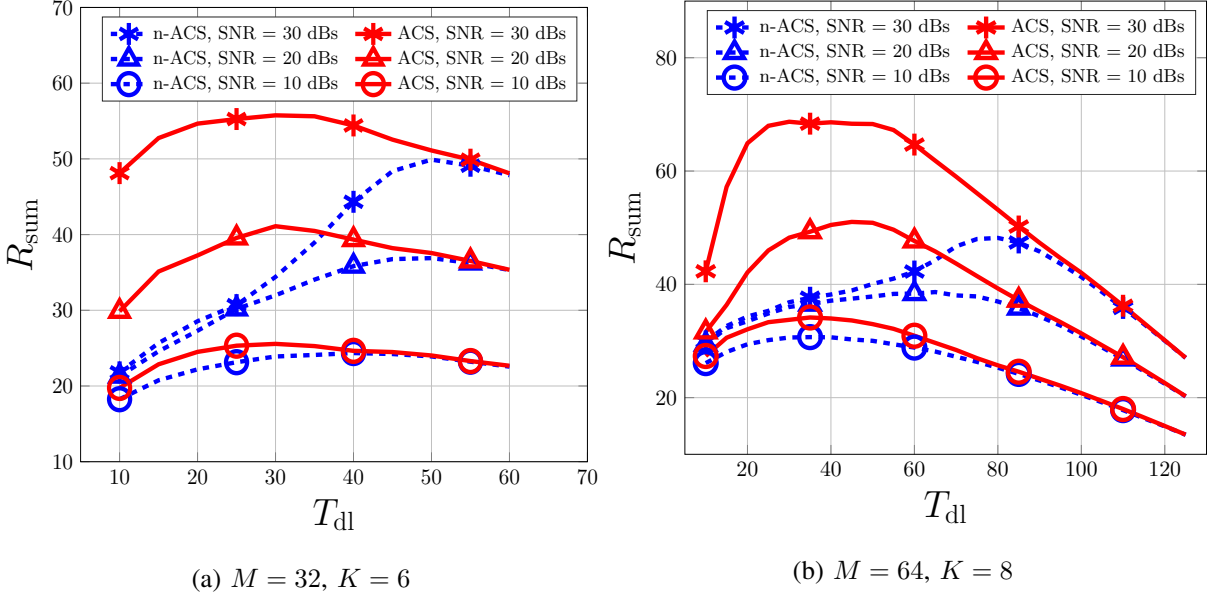 n-ACS, SNR = 30 dBs ACS, SNR = 30 dBs
n-ACS, SNR = 20 dBs ACS, SNR = 20 dBs
n-ACS, SNR = 10 dBs ACS, SNR = 10 dBs
70
60
50
40
30
20
10
R_sum
10 20 30 40 50 60 70
T_dl
(a) M = 32, K = 6
n-ACS, SNR = 30 dBs ACS, SNR = 30 dBs
n-ACS, SNR = 20 dBs ACS, SNR = 20 dBs
n-ACS, SNR = 10 dBs ACS, SNR = 10 dBs
80
60
40
20
R_sum
20 40 60 80 100 120
T_dl
(b) M = 64, K = 8